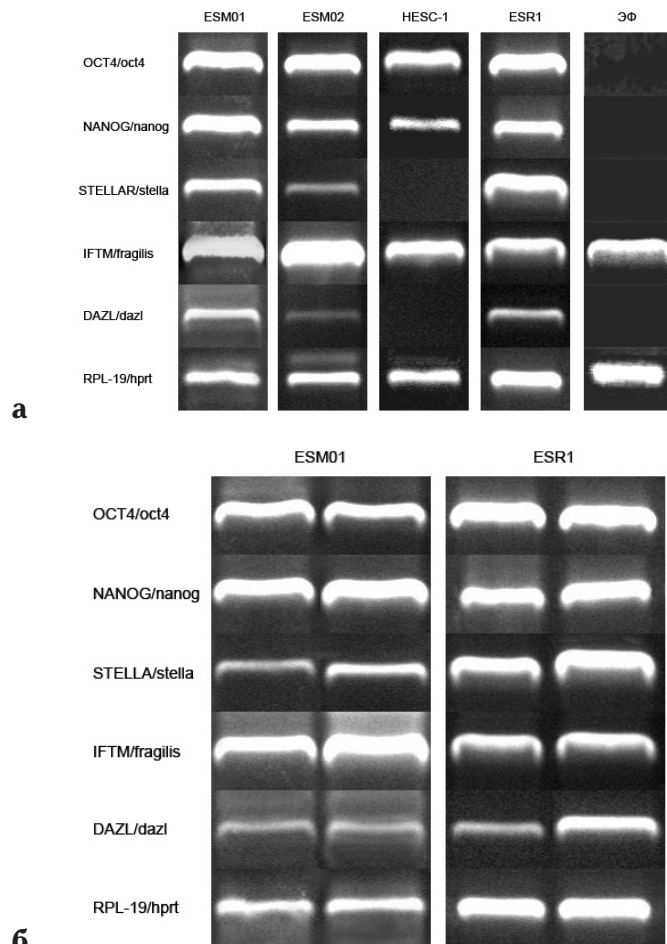 ESM01 ESM02 HESC-1 ESR1 ЭФ
OCT4/oct4
NANOG/nanog
STELLAR/stella
IFTM/fragilis
DAZL/dazl
RPL-19/hprt
а
ESM01 ESR1
OCT4/oct4
NANOG/nanog
STELLA/stella
IFTM/fragilis
DAZL/dazl
RPL-19/hprt
б